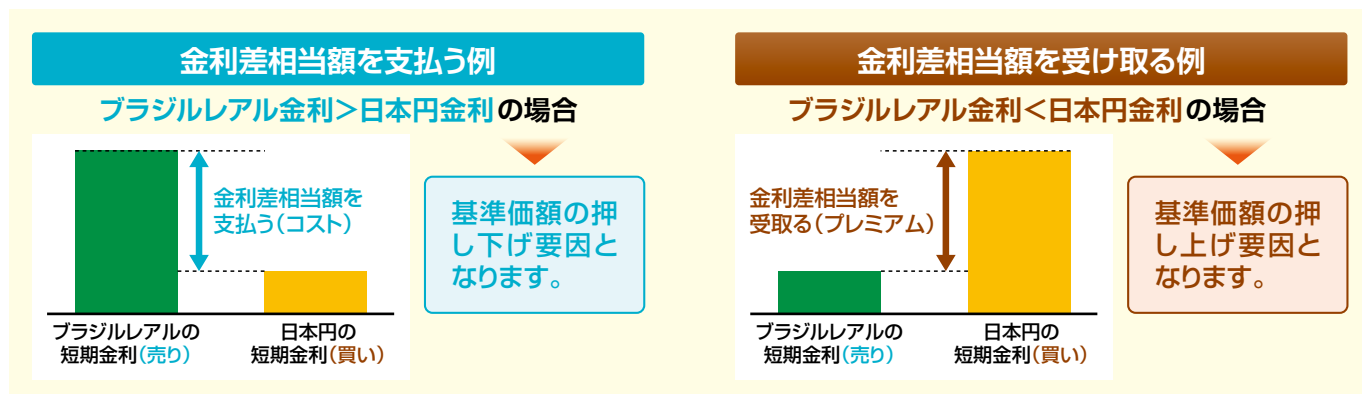 金利差相当額を支払う例
ブラジルレアル金利＞日本円金利の場合
金利差相当額を
支払う（コスト）
基準価額の押
し下げ要因と
なります。
ブラジルレアルの
短期金利（売り）
日本円の
短期金利（買い）
金利差相当額を受け取る例
ブラジルレアル金利＜日本円金利の場合
金利差相当額を
受取る（プレミアム）
基準価額の押
し上げ要因と
なります。
ブラジルレアルの
短期金利（売り）
日本円の
短期金利（買い）